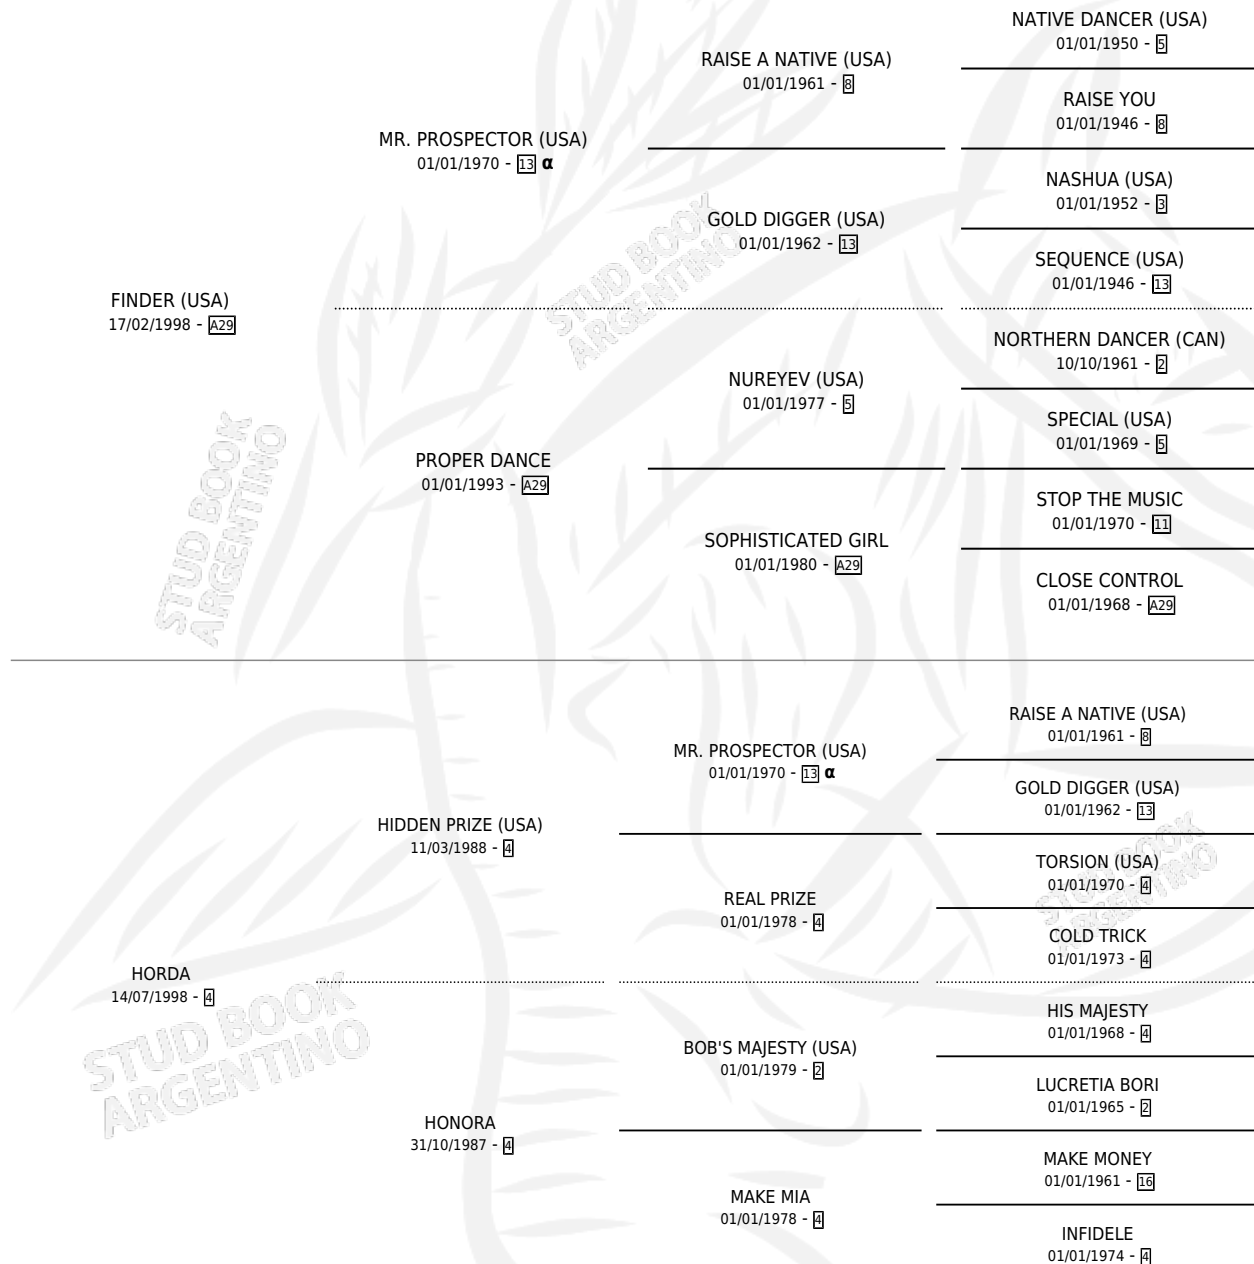 NATIVE DANCER (USA)
01/01/1950 - 5
RAISE A NATIVE (USA)
01/01/1961 - 8
RAISE YOU
01/01/1946 - 8
MR. PROSPECTOR (USA)
01/01/1970 - 13 α
NASHUA (USA)
01/01/1952 - 3
GOLD DIGGER (USA)
01/01/1962 - 13
SEQUENCE (USA)
01/01/1946 - 13
FINDER (USA)
17/02/1998 - A29
NORTHERN DANCER (CAN)
10/10/1961 - 2
NUREYEV (USA)
01/01/1977 - 5
SPECIAL (USA)
01/01/1969 - 5
PROPER DANCE
01/01/1993 - A29
STOP THE MUSIC
01/01/1970 - 11
SOPHISTICATED GIRL
01/01/1980 - A29
CLOSE CONTROL
01/01/1968 - A29
STUD BOOK
ARGENTINO
STUD BOOK
ARGENTINO
RAISE A NATIVE (USA)
01/01/1961 - 8
MR. PROSPECTOR (USA)
01/01/1970 - 13 α
GOLD DIGGER (USA)
01/01/1962 - 13
HIDDEN PRIZE (USA)
11/03/1988 - 4
TORSION (USA)
01/01/1970 - 4
REAL PRIZE
01/01/1978 - 4
COLD TRICK
01/01/1973 - 4
HORDA
14/07/1998 - 4
HIS MAJESTY
01/01/1968 - 4
BOB'S MAJESTY (USA)
01/01/1979 - 2
LUCRETIA BORI
01/01/1965 - 2
HONORA
31/10/1987 - 4
MAKE MONEY
01/01/1961 - 16
MAKE MIA
01/01/1978 - 4
INFIDELE
01/01/1974 - 4
STUD BOOK
ARGENTINO
STUD BOOK
ARGENTINO